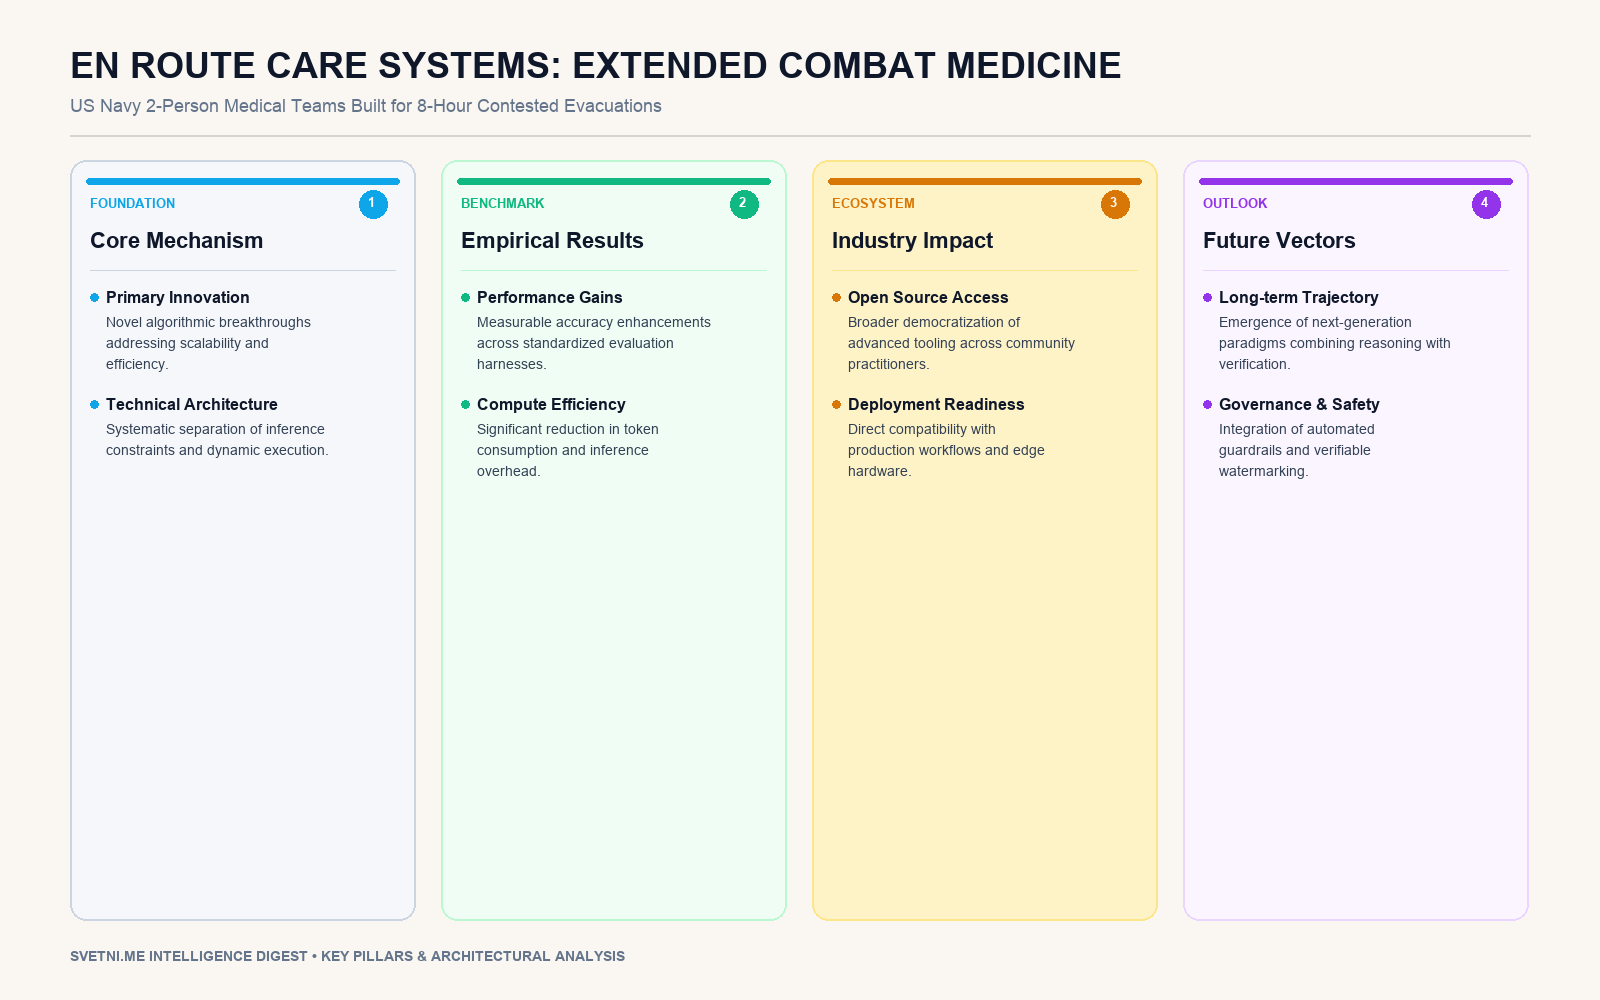 EN ROUTE CARE SYSTEMS: EXTENDED COMBAT MEDICINE
US Navy 2-Person Medical Teams Built for 8-Hour Contested Evacuations
FOUNDATION
1
Core Mechanism
Primary Innovation
Novel algorithmic breakthroughs
addressing scalability and
efficiency.
Technical Architecture
Systematic separation of inference
constraints and dynamic execution.
BENCHMARK
2
Empirical Results
Performance Gains
Measurable accuracy enhancements
across standardized evaluation
harnesses.
Compute Efficiency
Significant reduction in token
consumption and inference
overhead.
ECOSYSTEM
3
Industry Impact
Open Source Access
Broader democratization of
advanced tooling across community
practitioners.
Deployment Readiness
Direct compatibility with
production workflows and edge
hardware.
OUTLOOK
4
Future Vectors
Long-term Trajectory
Emergence of next-generation
paradigms combining reasoning with
verification.
Governance & Safety
Integration of automated
guardrails and verifiable
watermarking.
SVETNI.ME INTELLIGENCE DIGEST • KEY PILLARS & ARCHITECTURAL ANALYSIS